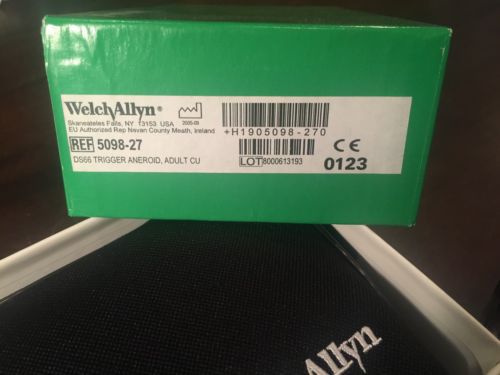 WelchAllyn®
Skaneateles Falls, NY 13153 USA
EU Authorized Rep Navan County Meath, Ireland
2005-09
+H1905098-270
REF 5098-27
DS66 TRIGGER ANEROID, ADULT CU
LOT 8000613193
CE
0123
Allyn